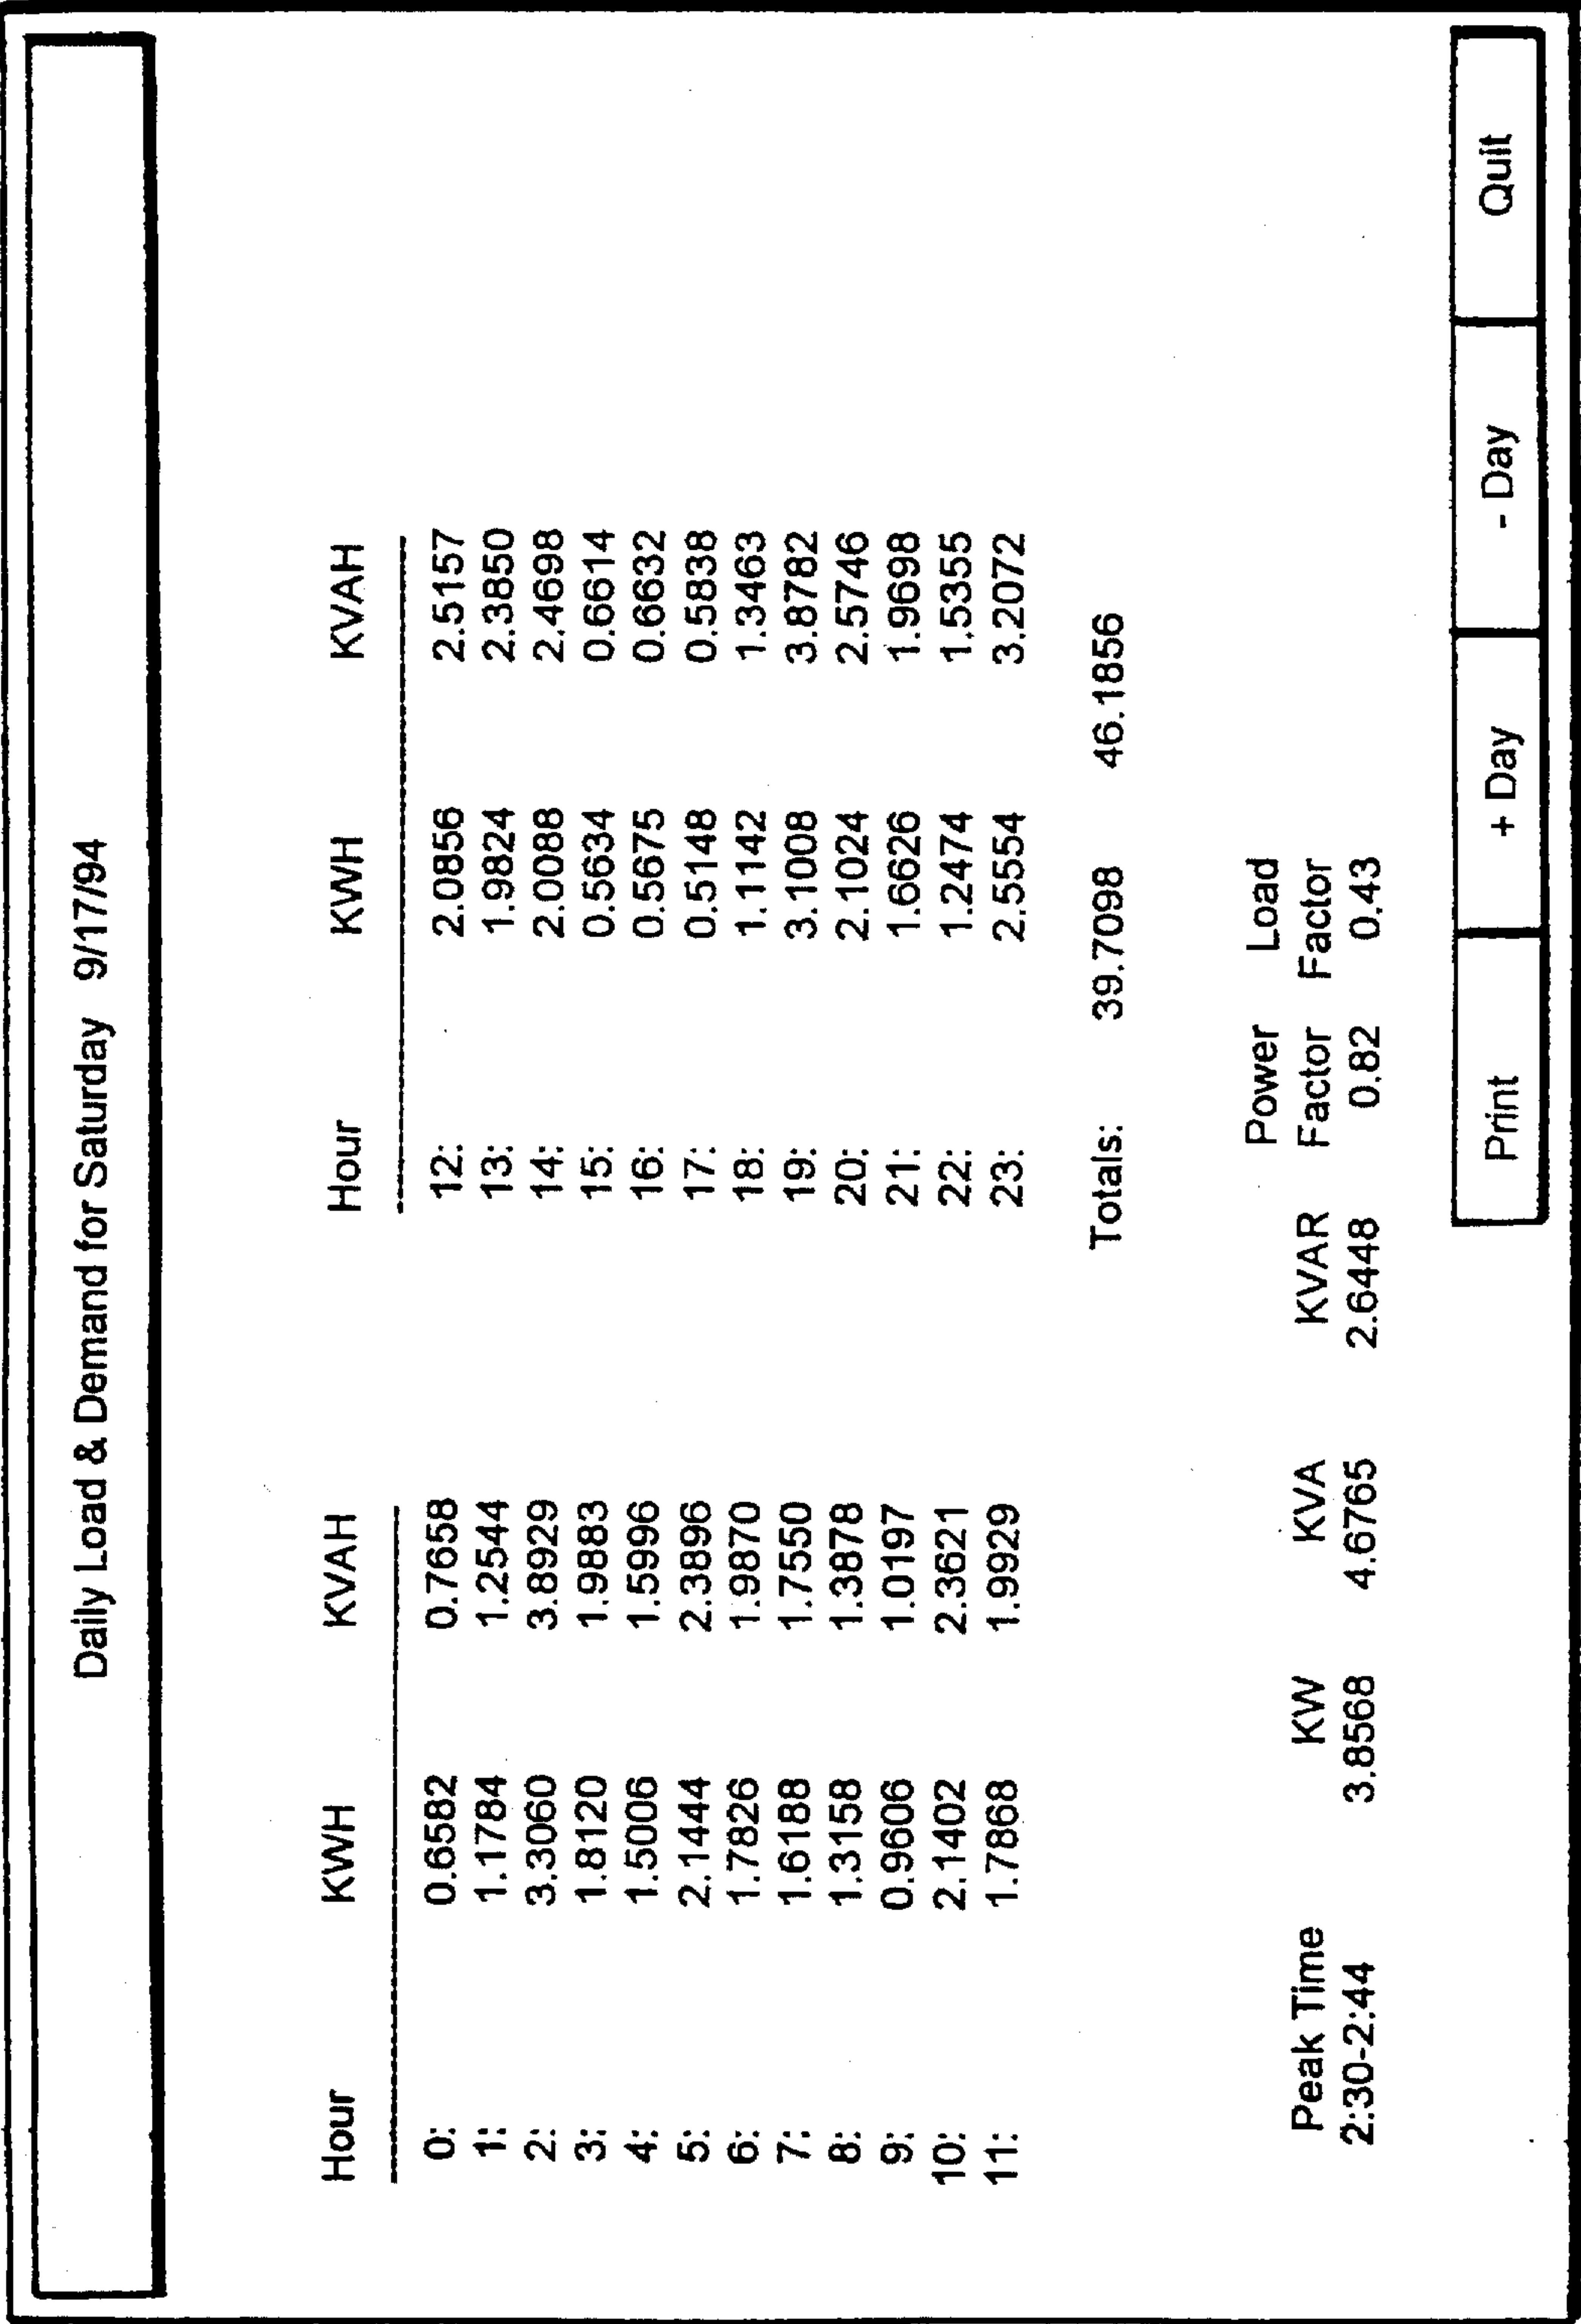 Daily Load & Demand for Saturday 9/17/94
Hour KWH KVAH Hour KWH KVAH
0: 0.6582 0.7658 12: 2.0856 2.5157
1: 1.1784 1.2544 13: 1.9824 2.3850
2: 3.3060 3.8929 14: 2.0088 2.4698
3: 1.8120 1.9883 15: 0.5634 0.6614
4: 1.5006 1.5996 16: 0.5675 0.6632
5: 2.1444 2.3896 17: 0.5148 0.5838
6: 1.7826 1.9870 18: 1.1142 1.3463
7: 1.6188 1.7550 19: 3.1008 3.8782
8: 1.3158 1.3878 20: 2.1024 2.5746
9: 0.9606 1.0197 21: 1.6626 1.9698
10: 2.1402 2.3621 22: 1.2474 1.5355
11: 1.7868 1.9929 23: 2.5554 3.2072
Totals: 39.7098 46.1856
Power Load
Peak Time KW KVA KVAR Factor Factor
2:30-2:44 3.8568 4.6765 2.6448 0.82 0.43
Print + Day - Day Quit